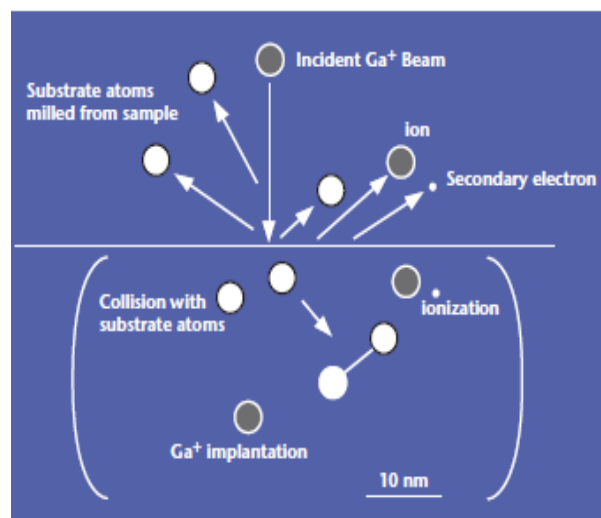 Incident Ga⁺ Beam
Substrate atoms
milled from sample
ion
Secondary electron
Collision with
substrate atoms
ionization
Ga⁺ implantation
10 nm